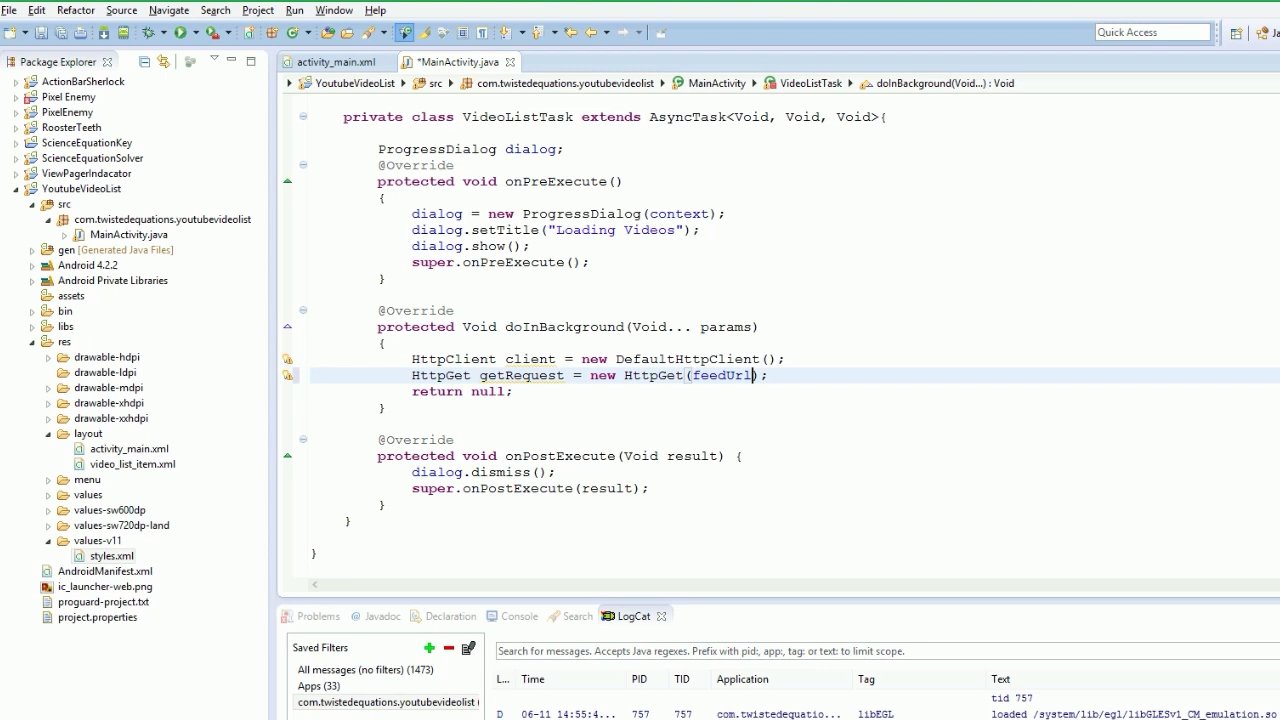 File Edit Refactor Source Navigate Search Project Run Window Help
Quick Access
Package Explorer
activity_main.xml *MainActivity.java
YoutubeVideoList src com.twistedequations.youtubevideolist MainActivity VideoListTask doInBackground(Void...) : Void
ActionBarSherlock
Pixel Enemy
PixelEnemy
RoosterTeeth
ScienceEquationKey
ScienceEquationSolver
ViewPagerIndacator
YoutubeVideoList
src
com.twistedequations.youtubevideolist
MainActivity.java
gen [Generated Java Files]
Android 4.2.2
Android Private Libraries
assets
bin
libs
res
drawable-hdpi
drawable-ldpi
drawable-mdpi
drawable-xhdpi
drawable-xxhdpi
layout
activity_main.xml
video_list_item.xml
menu
values
values-sw600dp
values-sw720dp-land
values-v11
styles.xml
AndroidManifest.xml
ic_launcher-web.png
proguard-project.txt
project.properties
private class VideoListTask extends AsyncTask<Void, Void, Void>{
ProgressDialog dialog;
@Override
protected void onPreExecute()
{
dialog = new ProgressDialog(context);
dialog.setTitle("Loading Videos");
dialog.show();
super.onPreExecute();
}
@Override
protected Void doInBackground(Void... params)
{
HttpClient client = new DefaultHttpClient();
HttpGet getRequest = new HttpGet(feedUrl);
return null;
}
@Override
protected void onPostExecute(Void result) {
dialog.dismiss();
super.onPostExecute(result);
}
}
}
Problems @ Javadoc Declaration Console Search LogCat
Saved Filters
All messages (no filters) (1473)
Apps (33)
com.twistedequations.youtubevideolist (
Search for messages. Accepts Java regexes. Prefix with pid:, app:, tag: or text: to limit scope.
L... Time PID TID Application Tag Text
tid 757
D 06-11 14:55:4... 757 757 com.twistedequatio... libEGL loaded /system/lib/egl/libGLESv1_CM_emulation.so